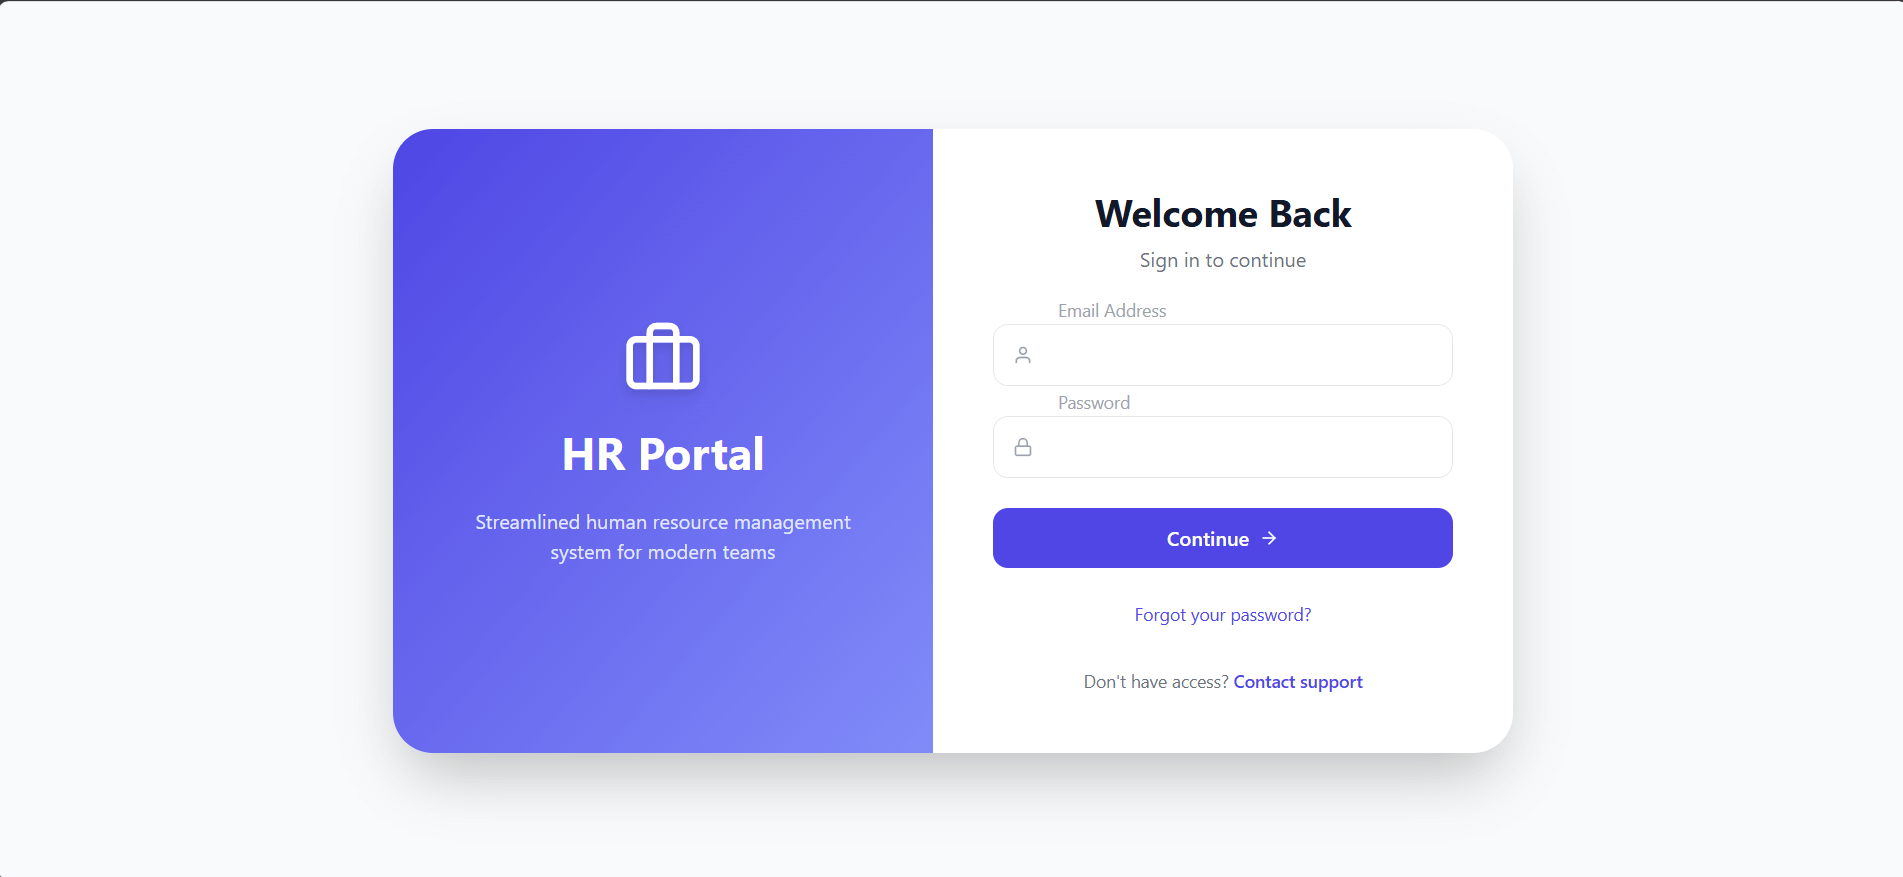 HR Portal
Streamlined human resource management
system for modern teams
Welcome Back
Sign in to continue
Email Address
Password
Continue
Forgot your password?
Don't have access? Contact support